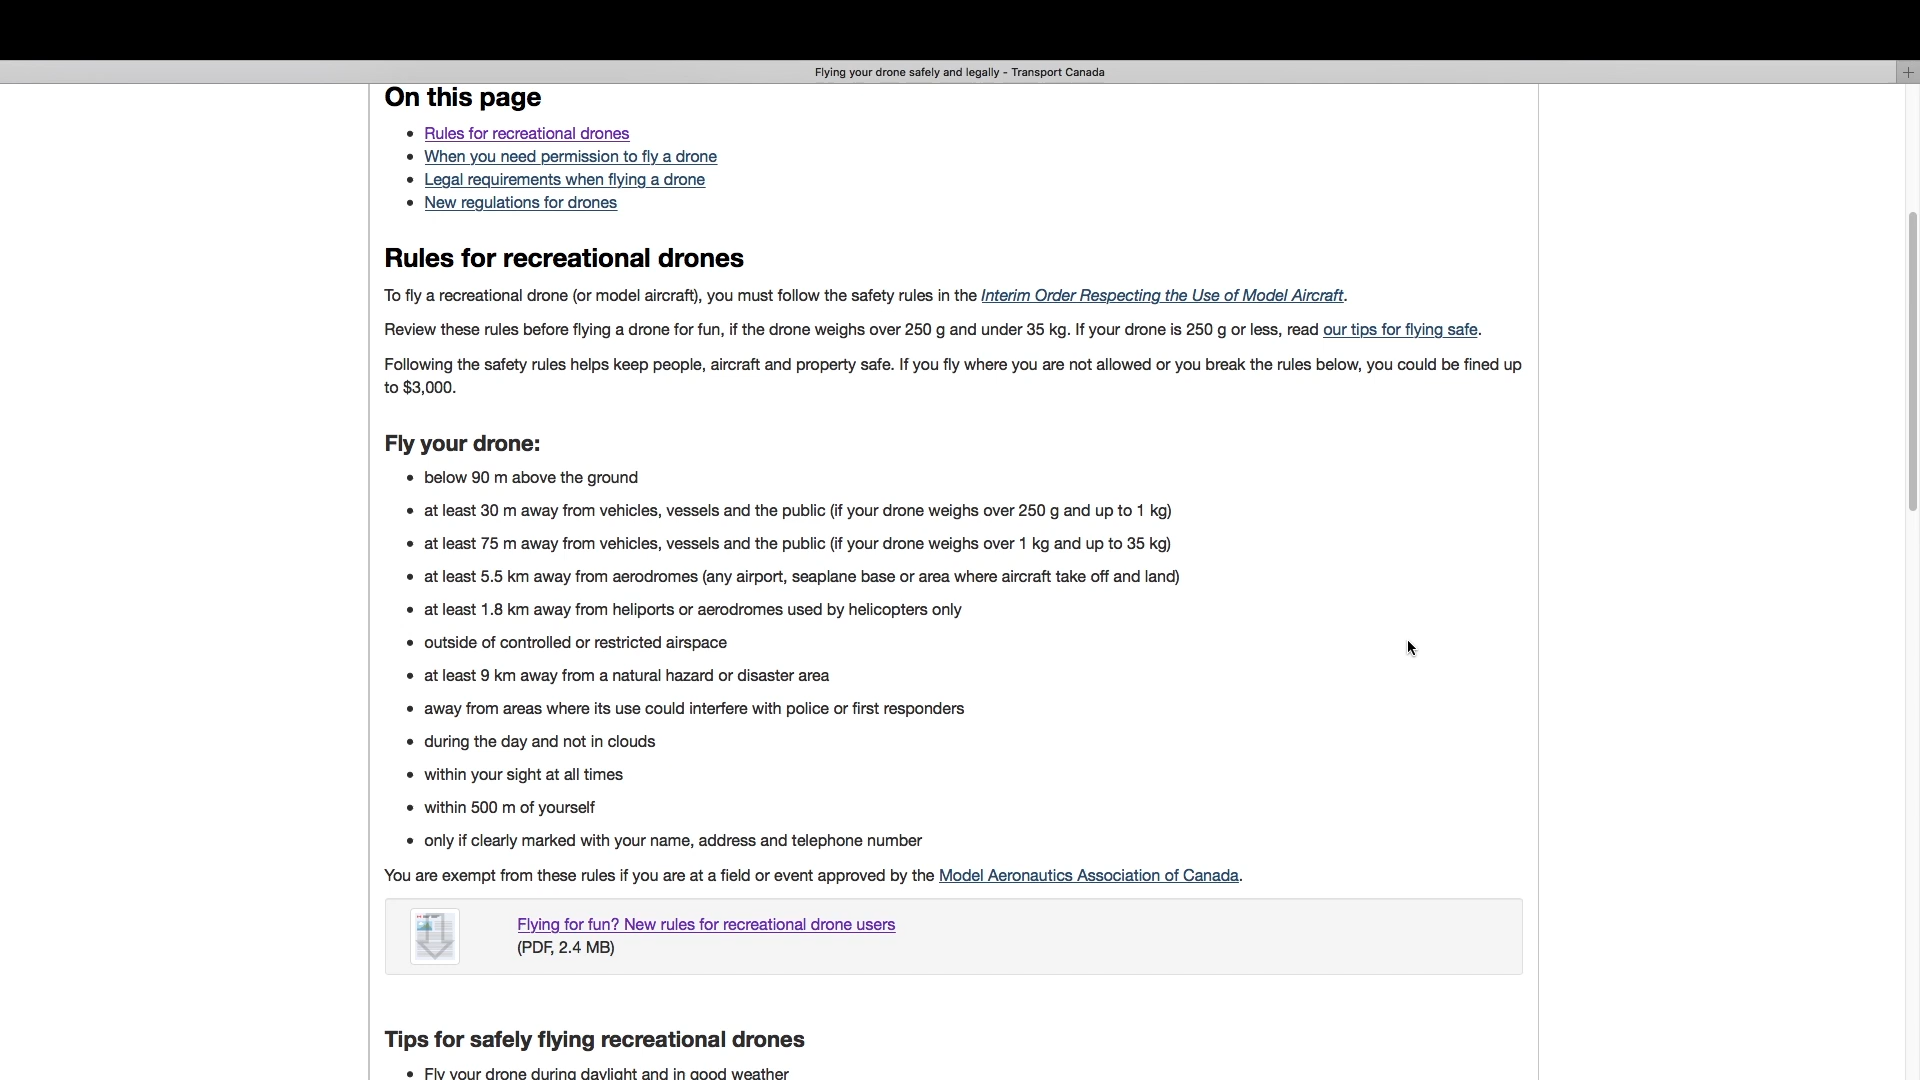 Flying your drone safely and legally - Transport Canada
On this page
Rules for recreational drones
When you need permission to fly a drone
Legal requirements when flying a drone
New regulations for drones
Rules for recreational drones
To fly a recreational drone (or model aircraft), you must follow the safety rules in the Interim Order Respecting the Use of Model Aircraft.
Review these rules before flying a drone for fun, if the drone weighs over 250 g and under 35 kg. If your drone is 250 g or less, read our tips for flying safe.
Following the safety rules helps keep people, aircraft and property safe. If you fly where you are not allowed or you break the rules below, you could be fined up
to $3,000.
Fly your drone:
below 90 m above the ground
at least 30 m away from vehicles, vessels and the public (if your drone weighs over 250 g and up to 1 kg)
at least 75 m away from vehicles, vessels and the public (if your drone weighs over 1 kg and up to 35 kg)
at least 5.5 km away from aerodromes (any airport, seaplane base or area where aircraft take off and land)
at least 1.8 km away from heliports or aerodromes used by helicopters only
outside of controlled or restricted airspace
at least 9 km away from a natural hazard or disaster area
away from areas where its use could interfere with police or first responders
during the day and not in clouds
within your sight at all times
within 500 m of yourself
only if clearly marked with your name, address and telephone number
You are exempt from these rules if you are at a field or event approved by the Model Aeronautics Association of Canada.
Flying for fun? New rules for recreational drone users
(PDF, 2.4 MB)
Tips for safely flying recreational drones
Fly your drone during daylight and in good weather